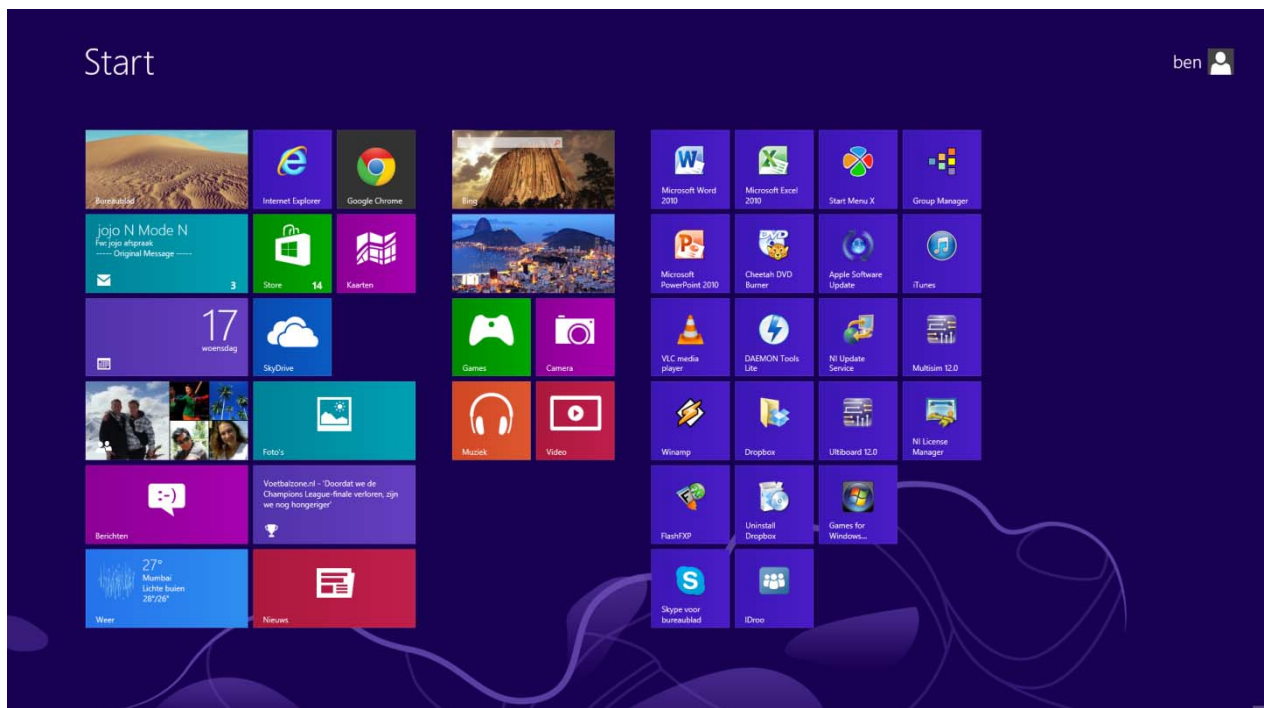 Start
ben
Bureaublad
Internet Explorer
Google Chrome
jojo N Mode N
Fw: jojo afspraak
----- Original Message -----
3
Store
14
Kaarten
17
woensdag
SkyDrive
Foto's
Berichten
Voetbalzone.nl - 'Doordat we de
Champions League-finale verloren, zijn
we nog hongeriger'
27°
Mumbai
Lichte buien
28°/26°
Weer
Nieuws
Bing
Games
Camera
Muziek
Video
Microsoft Word
2010
Microsoft Excel
2010
Start Menu X
Group Manager
Microsoft
PowerPoint 2010
Cheetah DVD
Burner
Apple Software
Update
iTunes
VLC media
player
DAEMON Tools
Lite
NI Update
Service
Multisim 12.0
Winamp
Dropbox
Ultiboard 12.0
NI License
Manager
FlashFXP
Uninstall
Dropbox
Games for
Windows...
Skype voor
bureaublad
IDroo